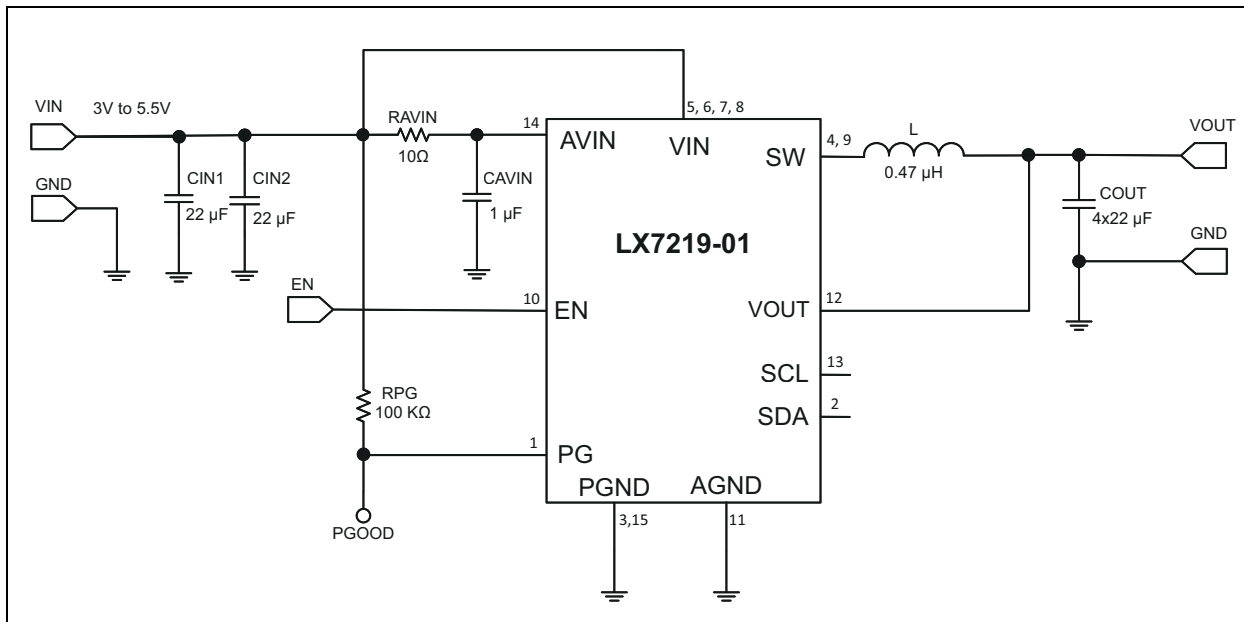 VIN 3V to 5.5V
GND
CIN1
22 µF
CIN2
22 µF
RAVIN
10Ω
CAVIN
1 µF
EN
RPG
100 KΩ
PGOOD
14
AVIN
5, 6, 7, 8
VIN
4, 9
SW
LX7219-01
10
EN
12
VOUT
13
SCL
2
SDA
1
PG
PGND
3,15
AGND
11
L
0.47 µH
VOUT
COUT
4x22 µF
GND